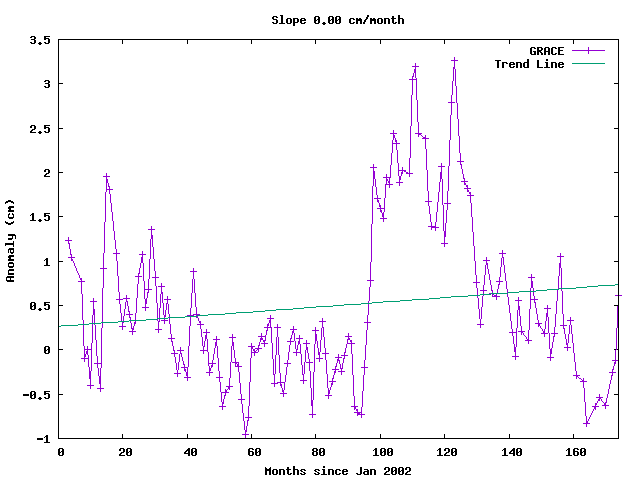 Slope 0.00 cm/month
GRACE
Trend Line
3.5
3
2.5
2
1.5
1
0.5
0
-0.5
-1
Anomaly (cm)
0 20 40 60 80 100 120 140 160
Months since Jan 2002